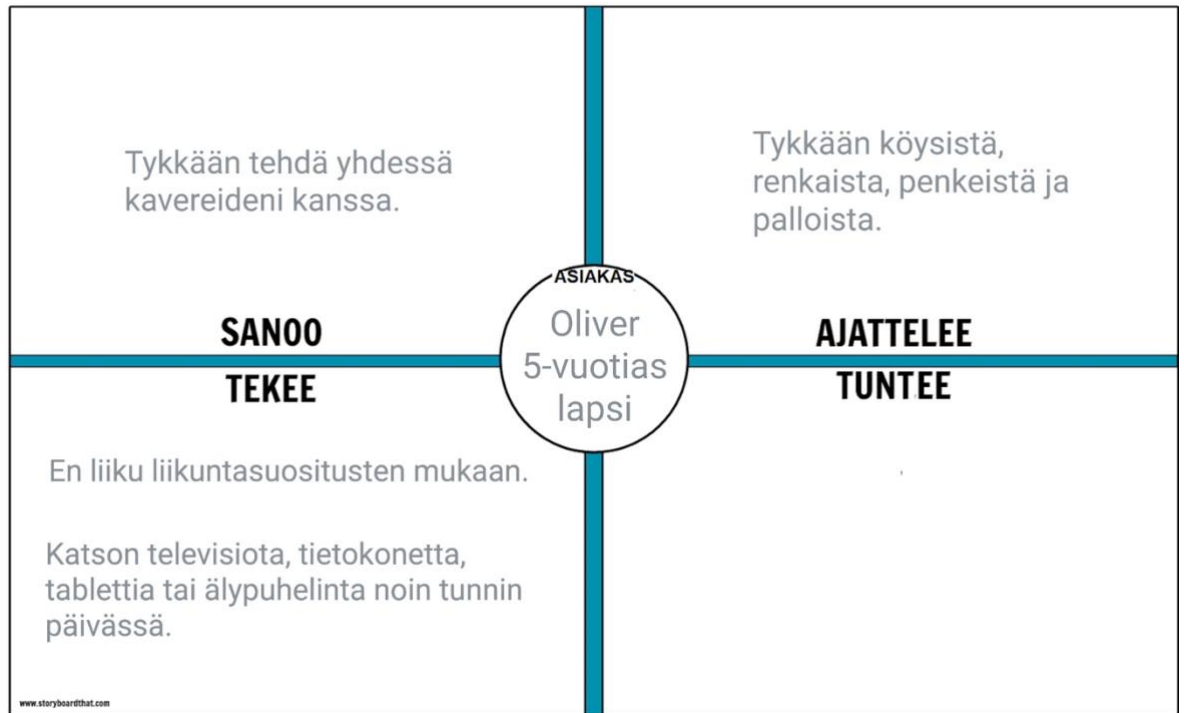 Tykkään tehdä yhdessä
kavereideni kanssa.
Tykkään köysistä,
renkaista, penkeistä ja
palloista.
SANOO
AJATTELEE
ASIAKAS
Oliver
5-vuotias
lapsi
TEKEE
TUNTEE
En liiku liikuntasuositusten mukaan.
Katson televisiota, tietokonetta,
tablettia tai älypuhelinta noin tunnin
päivässä.
www.storyboardthat.com